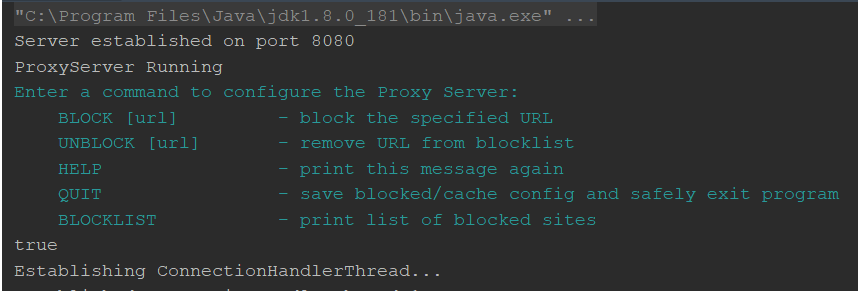 "C:\Program Files\Java\jdk1.8.0_181\bin\java.exe" ...
Server established on port 8080
ProxyServer Running
Enter a command to configure the Proxy Server:
BLOCK [url] - block the specified URL
UNBLOCK [url] - remove URL from blocklist
HELP - print this message again
QUIT - save blocked/cache config and safely exit program
BLOCKLIST - print list of blocked sites
true
Establishing ConnectionHandlerThread...